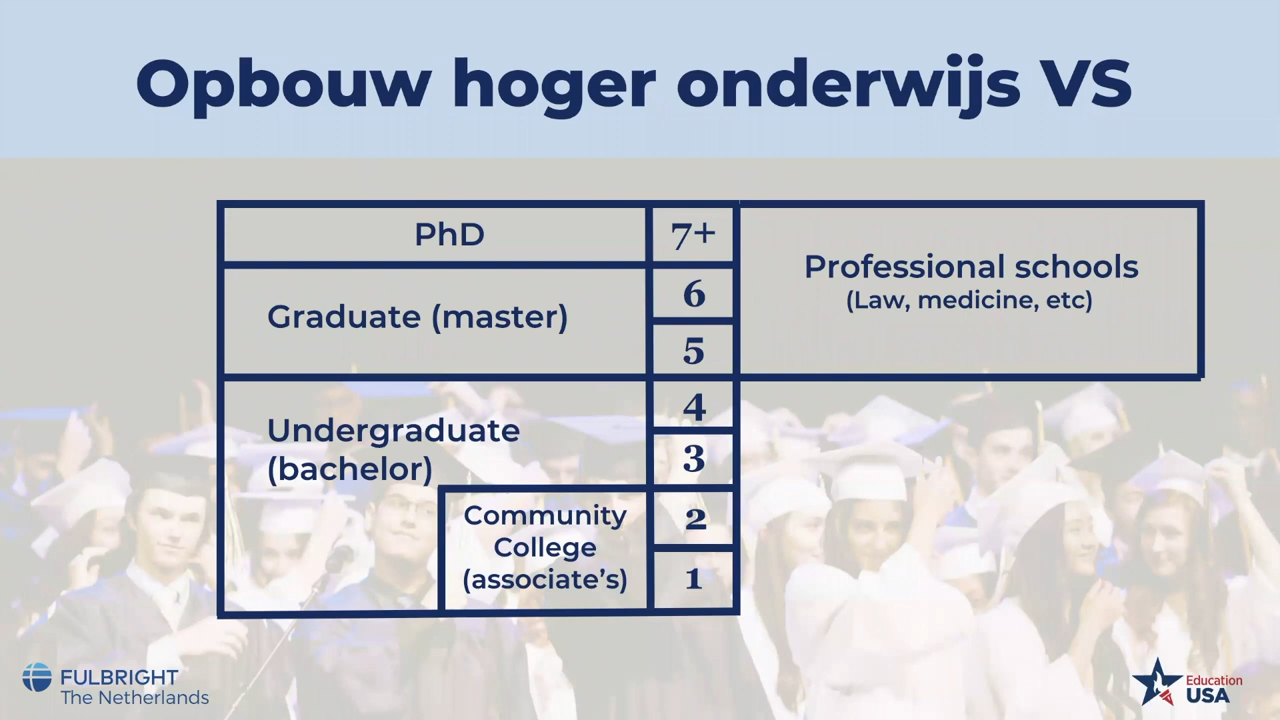 Opbouw hoger onderwijs VS
PhD
7+
Professional schools
(Law, medicine, etc)
Graduate (master)
6
5
Undergraduate
(bachelor)
4
3
Community
College
(associate’s)
2
1
FULBRIGHT
The Netherlands
Education
USA